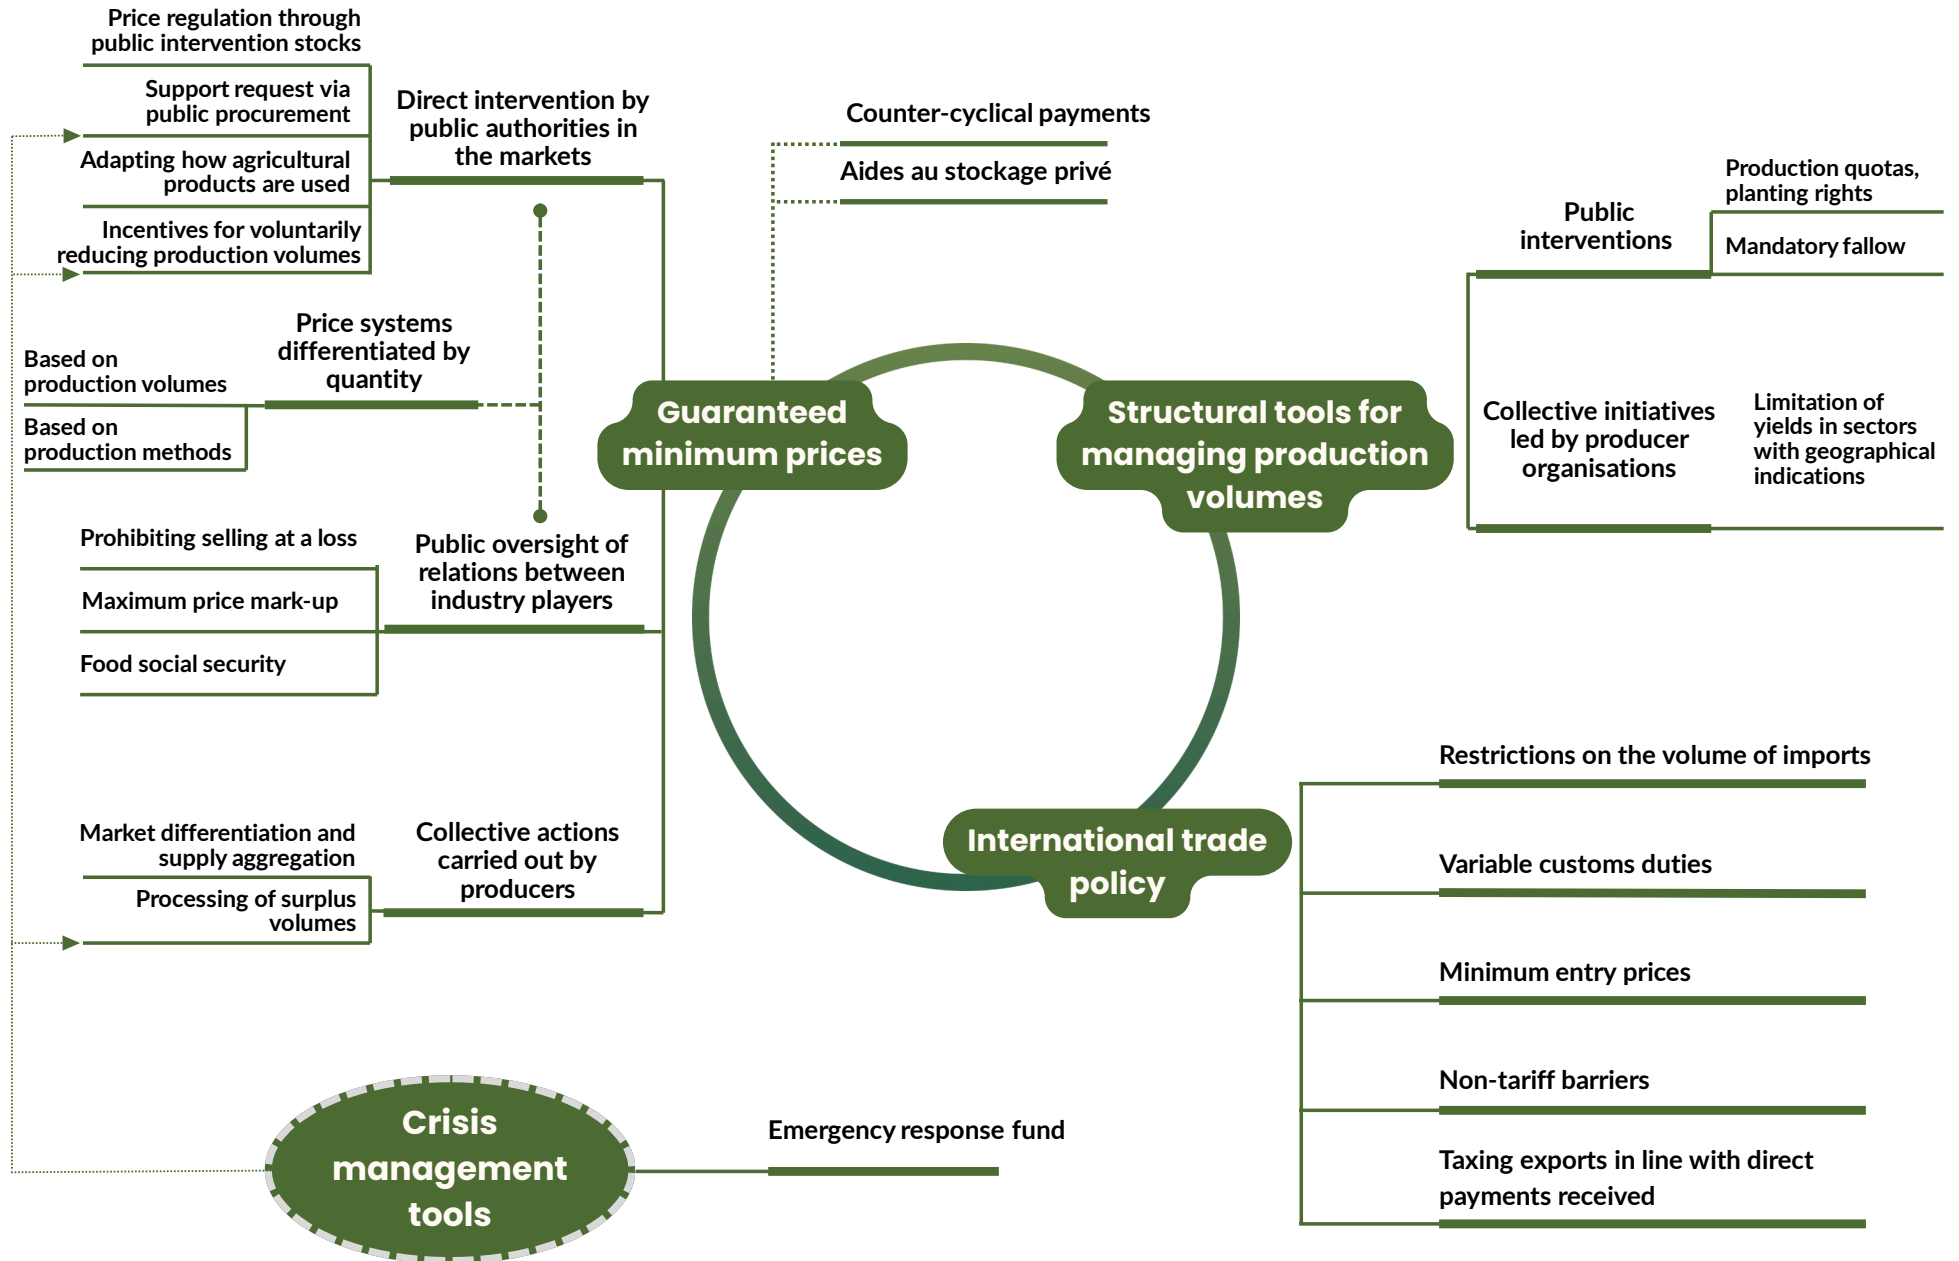 Price regulation through
public intervention stocks
Support request via
public procurement
Adapting how agricultural
products are used
Incentives for voluntarily
reducing production volumes
Direct intervention by
public authorities in
the markets
Price systems
differentiated by
quantity
Based on
production volumes
Based on
production methods
Prohibiting selling at a loss
Maximum price mark-up
Food social security
Public oversight of
relations between
industry players
Market differentiation and
supply aggregation
Processing of surplus
volumes
Collective actions
carried out by
producers
Counter-cyclical payments
Aides au stockage privé
Guaranteed
minimum prices
Structural tools for
managing production
volumes
Public
interventions
Production quotas,
planting rights
Mandatory fallow
Collective initiatives
led by producer
organisations
Limitation of
yields in sectors
with geographical
indications
International trade
policy
Restrictions on the volume of imports
Variable customs duties
Minimum entry prices
Non-tariff barriers
Taxing exports in line with direct
payments received
Crisis
management
tools
Emergency response fund